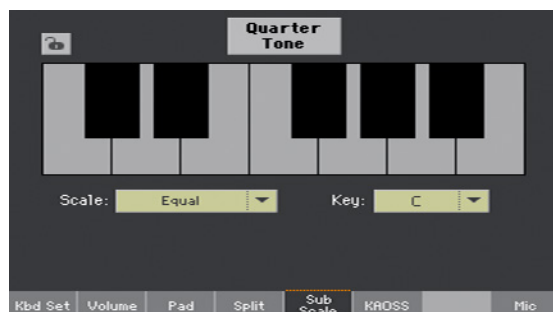 Quarter
Tone
Scale: Equal Key: C
Kbd Set Volume Pad Split Sub Scale KAOSS Mic